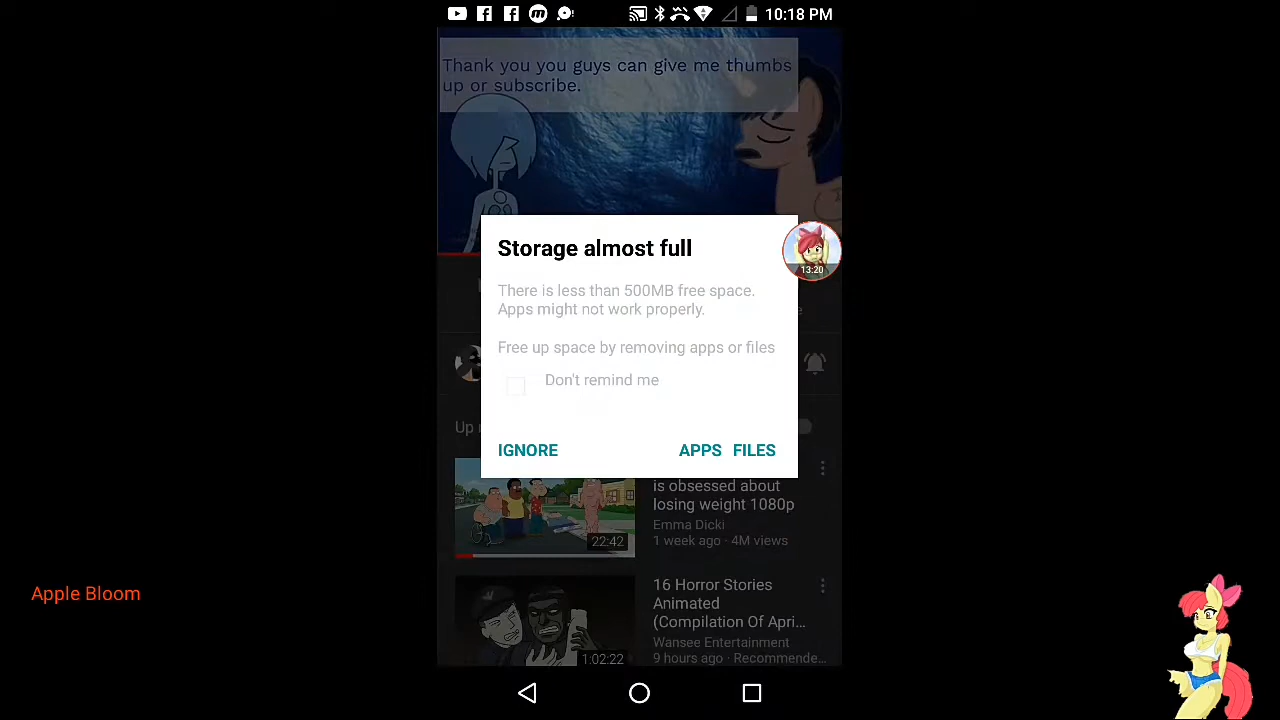 10:18 PM
Thank you you guys can give me thumbs
up or subscribe.
Storage almost full
13:20
There is less than 500MB free space.
Apps might not work properly.
Free up space by removing apps or files
Don't remind me
Up
IGNORE
APPS FILES
is obsessed about
losing weight 1080p
Emma Dicki
1 week ago · 4M views
22:42
16 Horror Stories
Animated
(Compilation Of Apri...
Wansee Entertainment
9 hours ago · Recommende...
1:02:22
Apple Bloom